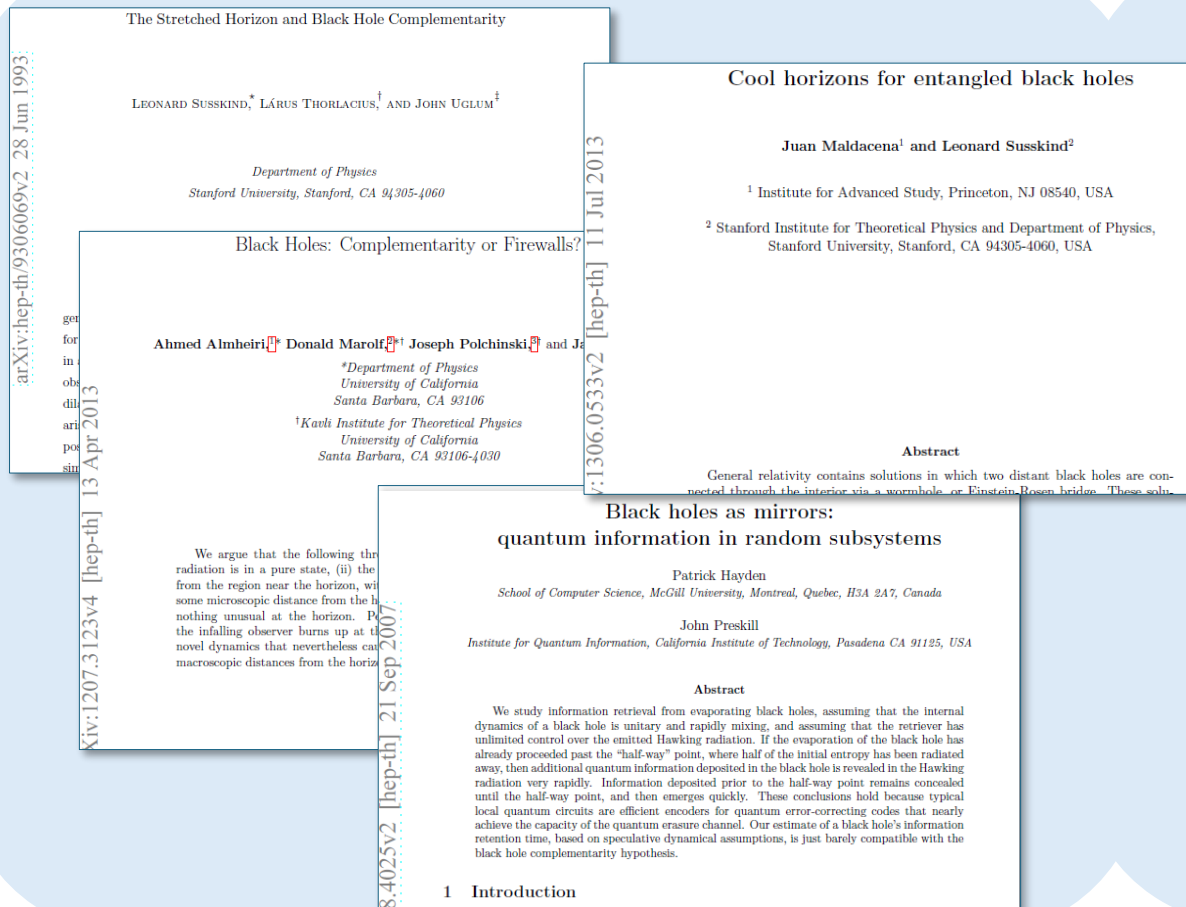 The Stretched Horizon and Black Hole Complementarity
LEONARD SUSSKIND,* LÁRUS THORLACIUS,† AND JOHN UGLUM‡
Department of Physics
Stanford University, Stanford, CA 94305-4060
arXiv:hep-th/9306069v2 28 Jun 1993
for
in
Black Holes: Complementarity or Firewalls?
Ahmed Almheiri,1* Donald Marolf,2*† Joseph Polchinski,3† and
*Department of Physics
University of California
Santa Barbara, CA 93106
†Kavli Institute for Theoretical Physics
University of California
Santa Barbara, CA 93106-4030
We argue that the following
radiation is in a pure state, (ii) the
from the region near the horizon,
some microscopic distance from the
nothing unusual at the horizon.
the infalling observer burns up at
novel dynamics that nevertheless
macroscopic distances from the
Xiv:1207.3123v4 [hep-th] 13 Apr 2013
Cool horizons for entangled black holes
Juan Maldacena1 and Leonard Susskind2
1 Institute for Advanced Study, Princeton, NJ 08540, USA
2 Stanford Institute for Theoretical Physics and Department of Physics,
Stanford University, Stanford, CA 94305-4060, USA
Abstract
General relativity contains solutions in which two distant black holes are con-
nected through the interior via a wormhole, or Einstein-Rosen bridge. These solu-
v:1306.0533v2 [hep-th] 11 Jul 2013
Black holes as mirrors:
quantum information in random subsystems
Patrick Hayden
School of Computer Science, McGill University, Montreal, Quebec, H3A 2A7, Canada
John Preskill
Institute for Quantum Information, California Institute of Technology, Pasadena CA 91125, USA
Abstract
We study information retrieval from evaporating black holes, assuming that the internal
dynamics of a black hole is unitary and rapidly mixing, and assuming that the retriever has
unlimited control over the emitted Hawking radiation. If the evaporation of the black hole has
already proceeded past the “half-way” point, where half of the initial entropy has been radiated
away, then additional quantum information deposited in the black hole is revealed in the Hawking
radiation very rapidly. Information deposited prior to the half-way point remains concealed
until the half-way point, and then emerges quickly. These conclusions hold because typical
local quantum circuits are efficient encoders for quantum error-correcting codes that nearly
achieve the capacity of the quantum erasure channel. Our estimate of a black hole's information
retention time, based on speculative dynamical assumptions, is just barely compatible with the
black hole complementarity hypothesis.
1 Introduction
8.4025v2 [hep-th] 21 Sep 2007